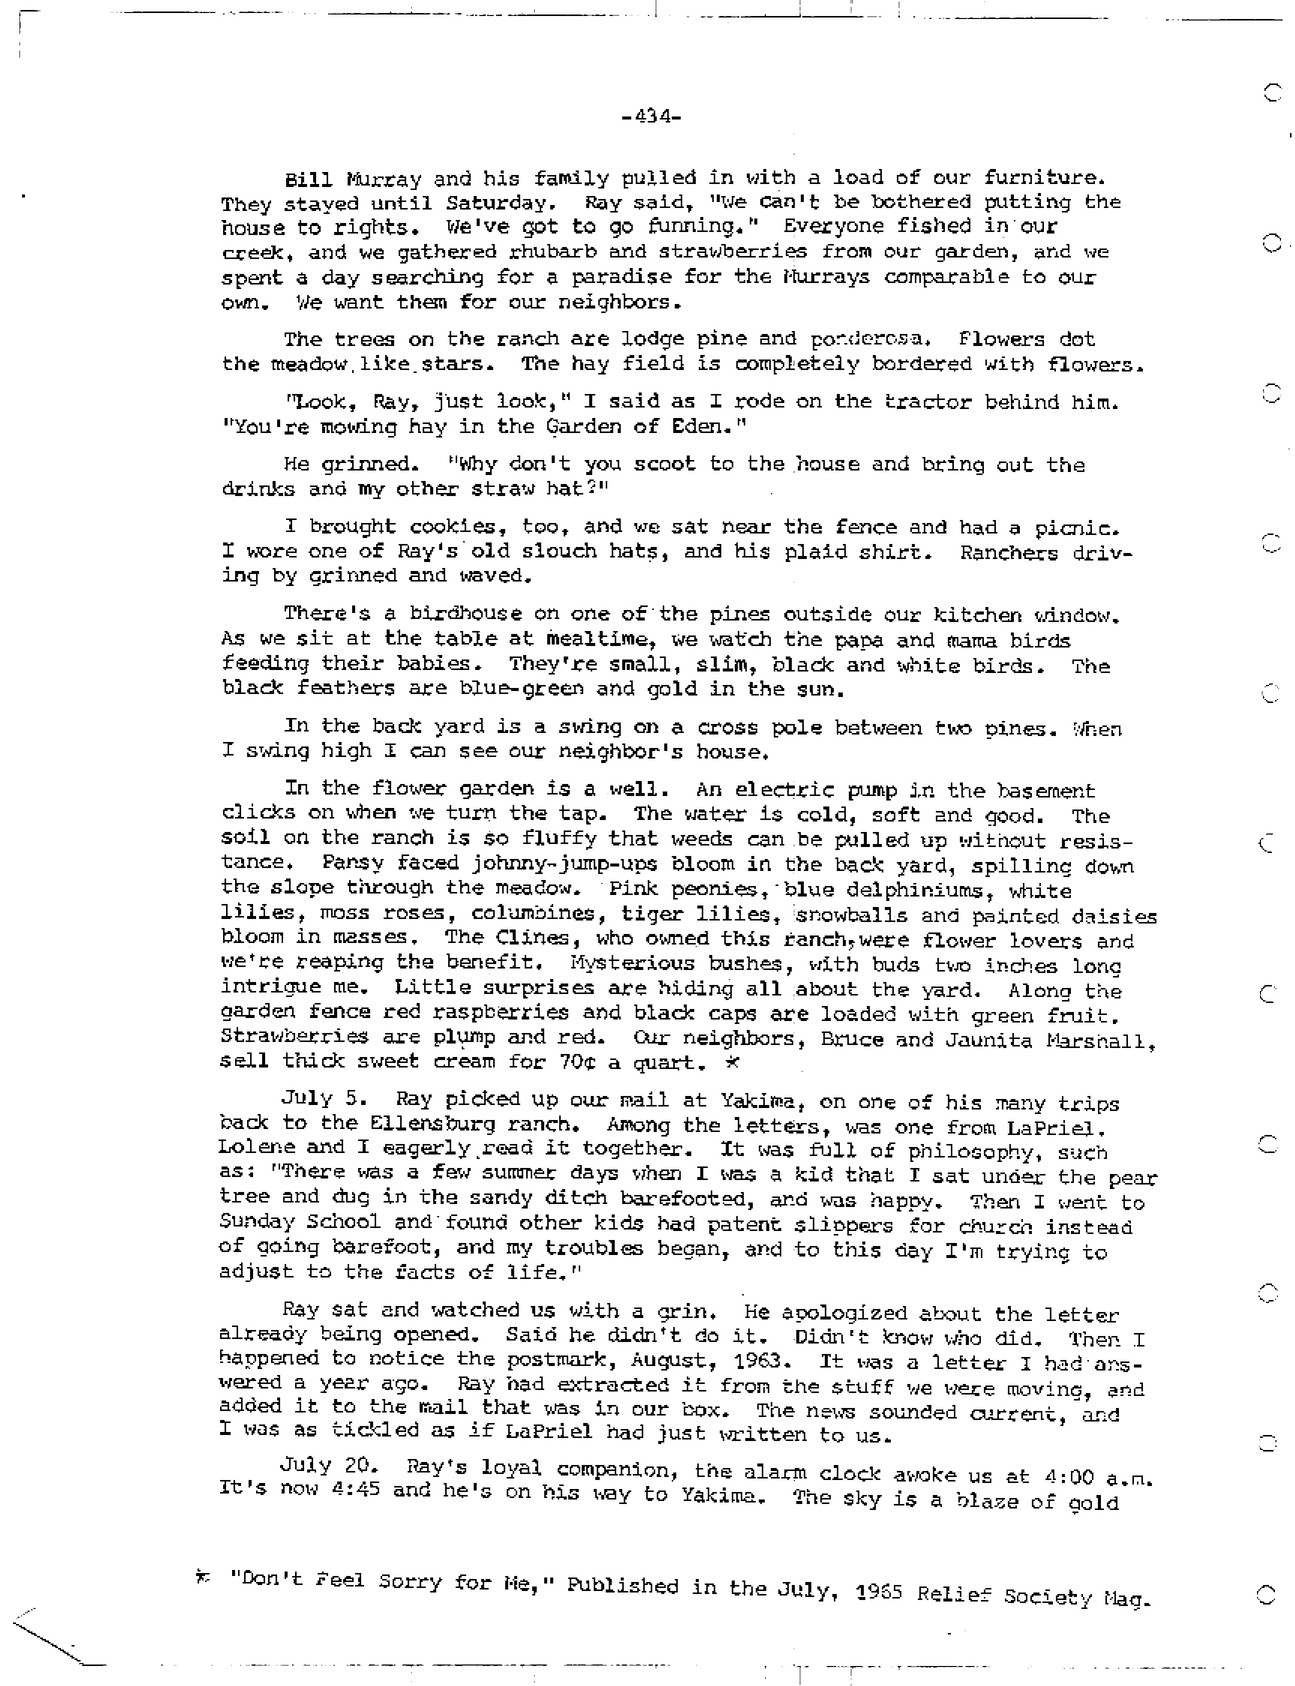 -434-
Bill Murray and his family pulled in with a load of our furniture.
They stayed until Saturday. Ray said, "We can't be bothered putting the
house to rights. We've got to go funning." Everyone fished in our
creek, and we gathered rhubarb and strawberries from our garden, and we
spent a day searching for a paradise for the Murrays comparable to our
own. We want them for our neighbors.
The trees on the ranch are lodge pine and ponderosa. Flowers dot
the meadow like stars. The hay field is completely bordered with flowers.
"Look, Ray, just look," I said as I rode on the tractor behind him.
"You're mowing hay in the Garden of Eden."
He grinned. "Why don't you scoot to the house and bring out the
drinks and my other straw hat?"
I brought cookies, too, and we sat near the fence and had a picnic.
I wore one of Ray's old slouch hats, and his plaid shirt. Ranchers driv-
ing by grinned and waved.
There's a birdhouse on one of the pines outside our kitchen window.
As we sit at the table at mealtime, we watch the papa and mama birds
feeding their babies. They're small, slim, black and white birds. The
black feathers are blue-green and gold in the sun.
In the back yard is a swing on a cross pole between two pines. When
I swing high I can see our neighbor's house.
In the flower garden is a well. An electric pump in the basement
clicks on when we turn the tap. The water is cold, soft and good. The
soil on the ranch is so fluffy that weeds can be pulled up without resis-
tance. Pansy faced johnny-jump-ups bloom in the back yard, spilling down
the slope through the meadow. Pink peonies, blue delphiniums, white
lilies, moss roses, columbines, tiger lilies, snowballs and painted daisies
bloom in masses. The Clines, who owned this ranch, were flower lovers and
we're reaping the benefit. Mysterious bushes, with buds two inches long
intrigue me. Little surprises are hiding all about the yard. Along the
garden fence red raspberries and black caps are loaded with green fruit.
Strawberries are plump and red. Our neighbors, Bruce and Jaunita Marshall,
sell thick sweet cream for 70¢ a quart. *
July 5. Ray picked up our mail at Yakima, on one of his many trips
back to the Ellensburg ranch. Among the letters, was one from LaPriel.
Lolene and I eagerly read it together. It was full of philosophy, such
as: "There was a few summer days when I was a kid that I sat under the pear
tree and dug in the sandy ditch barefooted, and was happy. Then I went to
Sunday School and found other kids had patent slippers for church instead
of going barefoot, and my troubles began, and to this day I'm trying to
adjust to the facts of life."
Ray sat and watched us with a grin. He apologized about the letter
already being opened. Said he didn't do it. Didn't know who did. Then I
happened to notice the postmark, August, 1963. It was a letter I had ans-
wered a year ago. Ray had extracted it from the stuff we were moving, and
added it to the mail that was in our box. The news sounded current, and
I was as tickled as if LaPriel had just written to us.
July 20. Ray's loyal companion, the alarm clock awoke us at 4:00 a.m.
It's now 4:45 and he's on his way to Yakima. The sky is a blaze of gold
* "Don't Feel Sorry for Me," Published in the July, 1965 Relief Society Mag.